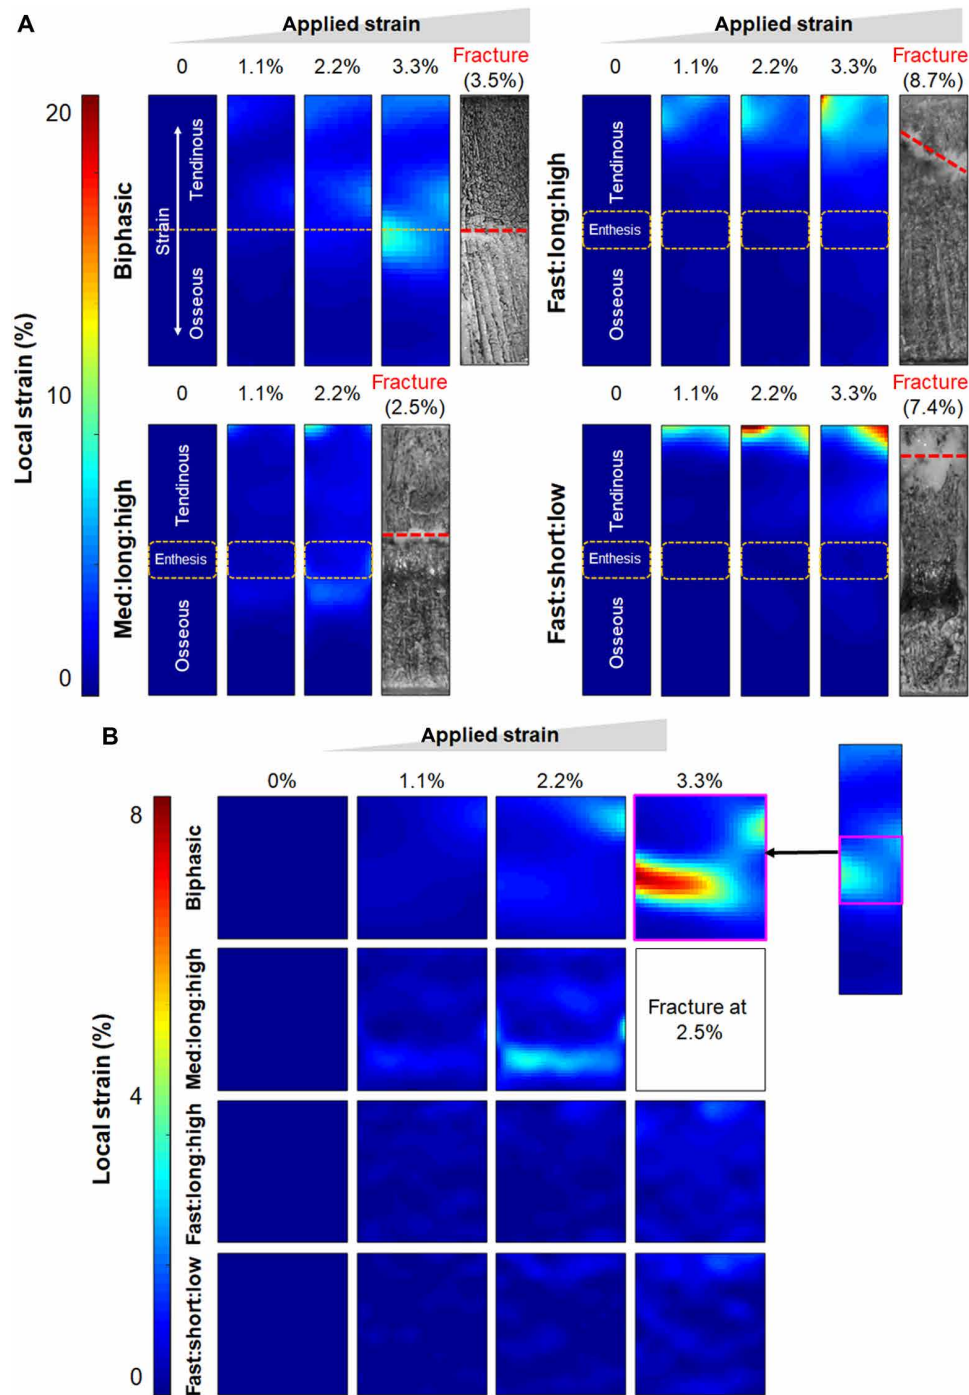 A
Applied strain
0
1.1%
2.2%
3.3%
Fracture
(3.5%)
Biphasic
Strain
Tendinous
Osseous
Applied strain
0
1.1%
2.2%
3.3%
Fracture
(8.7%)
Fast:long:high
Tendinous
Enthesis
Osseous
Local strain (%)
20
10
0
0
1.1%
2.2%
Fracture
(2.5%)
Med:long:high
Tendinous
Enthesis
Osseous
0
1.1%
2.2%
3.3%
Fracture
(7.4%)
Fast:short:low
Tendinous
Enthesis
Osseous
B
Applied strain
0%
1.1%
2.2%
3.3%
Local strain (%)
8
4
0
Biphasic
Med:long:high
Fracture at
2.5%
Fast:long:high
Fast:short:low